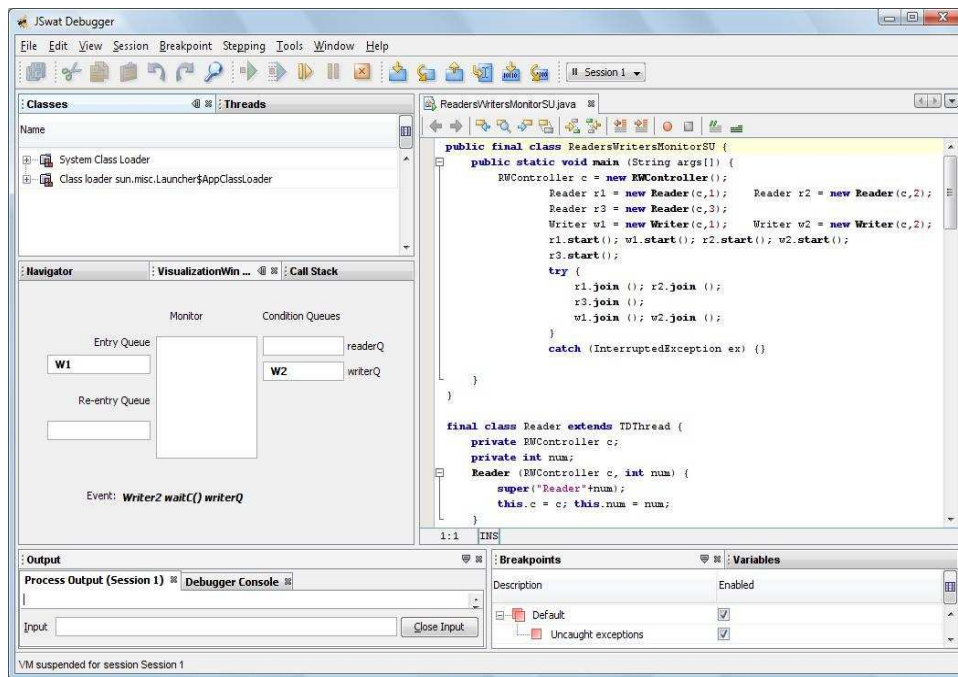 JSwat Debugger
File Edit View Session Breakpoint Stepping Tools Window Help
Session 1
Classes
Threads
Name
System Class Loader
Class loader sun.misc.Launcher$AppClassLoader
Navigator
VisualizationWin ...
Call Stack
Monitor
Condition Queues
Entry Queue
readerQ
W1
W2
writerQ
Re-entry Queue
Event: Writer2 waitC() writerQ
ReadersWritersMonitorSU.java
public final class ReadersWritersMonitorSU {
public static void main (String args[]) {
RWController c = new RWController();
Reader r1 = new Reader(c,1); Reader r2 = new Reader(c,2);
Reader r3 = new Reader(c,3);
Writer w1 = new Writer(c,1); Writer w2 = new Writer(c,2);
r1.start(); w1.start(); r2.start(); w2.start();
r3.start();
try {
r1.join (); r2.join ();
r3.join ();
w1.join (); w2.join ();
}
catch (InterruptedException ex) {}
}
}
final class Reader extends TDThread {
private RWController c;
private int num;
Reader (RWController c, int num) {
super("Reader"+num);
this.c = c; this.num = num;
}
1:1 INS
Output
Process Output (Session 1)
Debugger Console
Input
Close Input
Breakpoints
Variables
Description
Enabled
Default
Uncaught exceptions
VM suspended for session Session 1